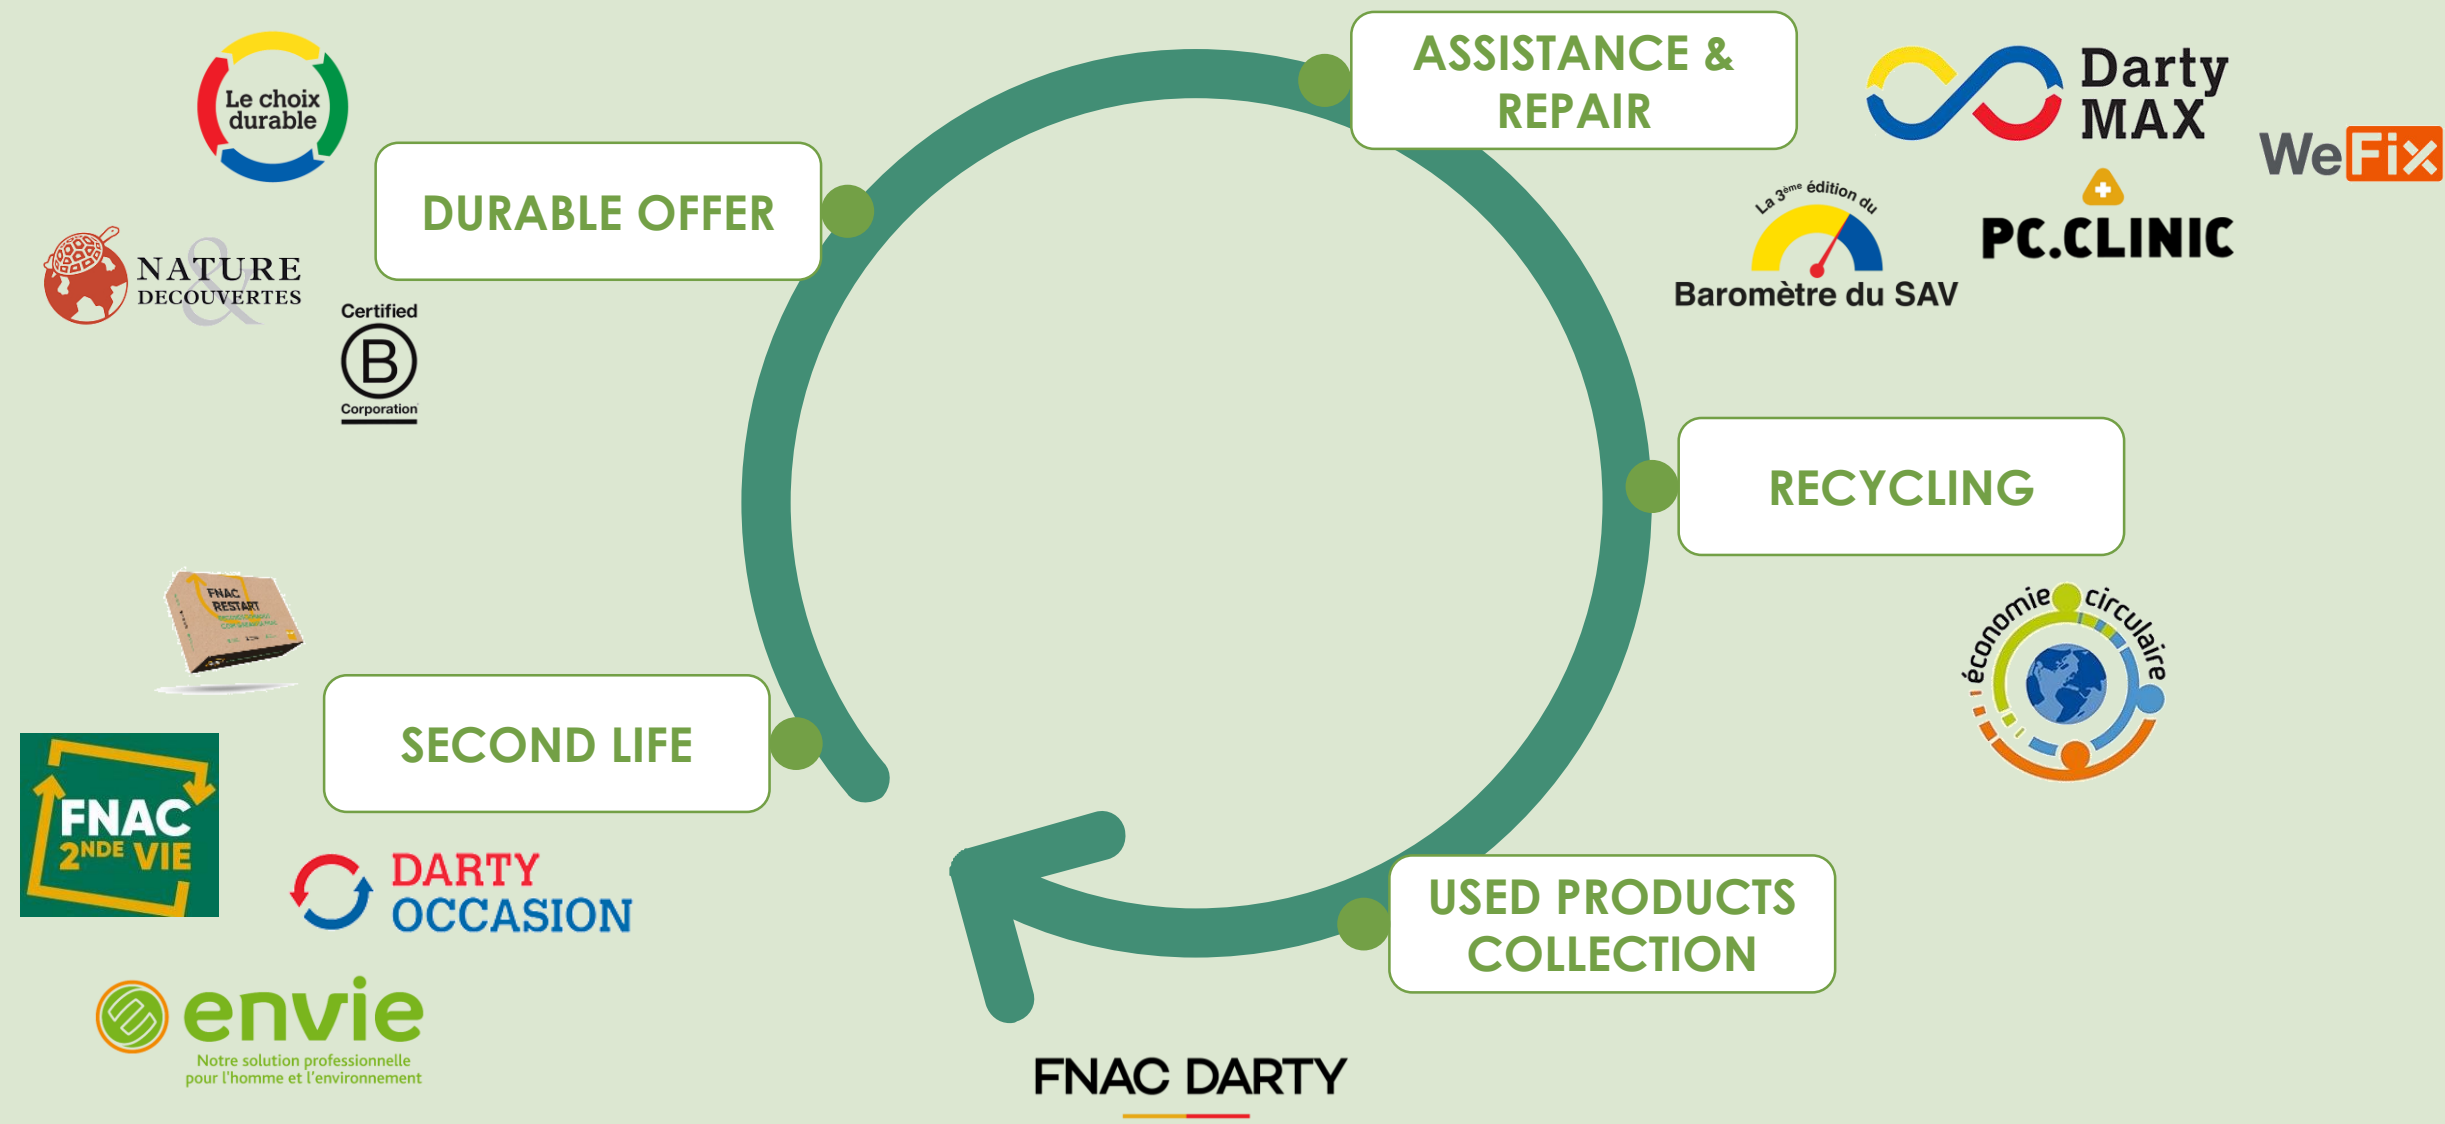 Le choix
durable
DURABLE OFFER
NATURE
&
DECOUVERTES
Certified
B
Corporation
ASSISTANCE &
REPAIR
Darty
MAX
WeFix
La 3ème édition du
Baromètre du SAV
PC.CLINIC
RECYCLING
économie circulaire
FNAC
RESTART
SECOND LIFE
FNAC
2NDE VIE
DARTY
OCCASION
envie
Notre solution professionnelle
pour l'homme et l'environnement
USED PRODUCTS
COLLECTION
FNAC DARTY